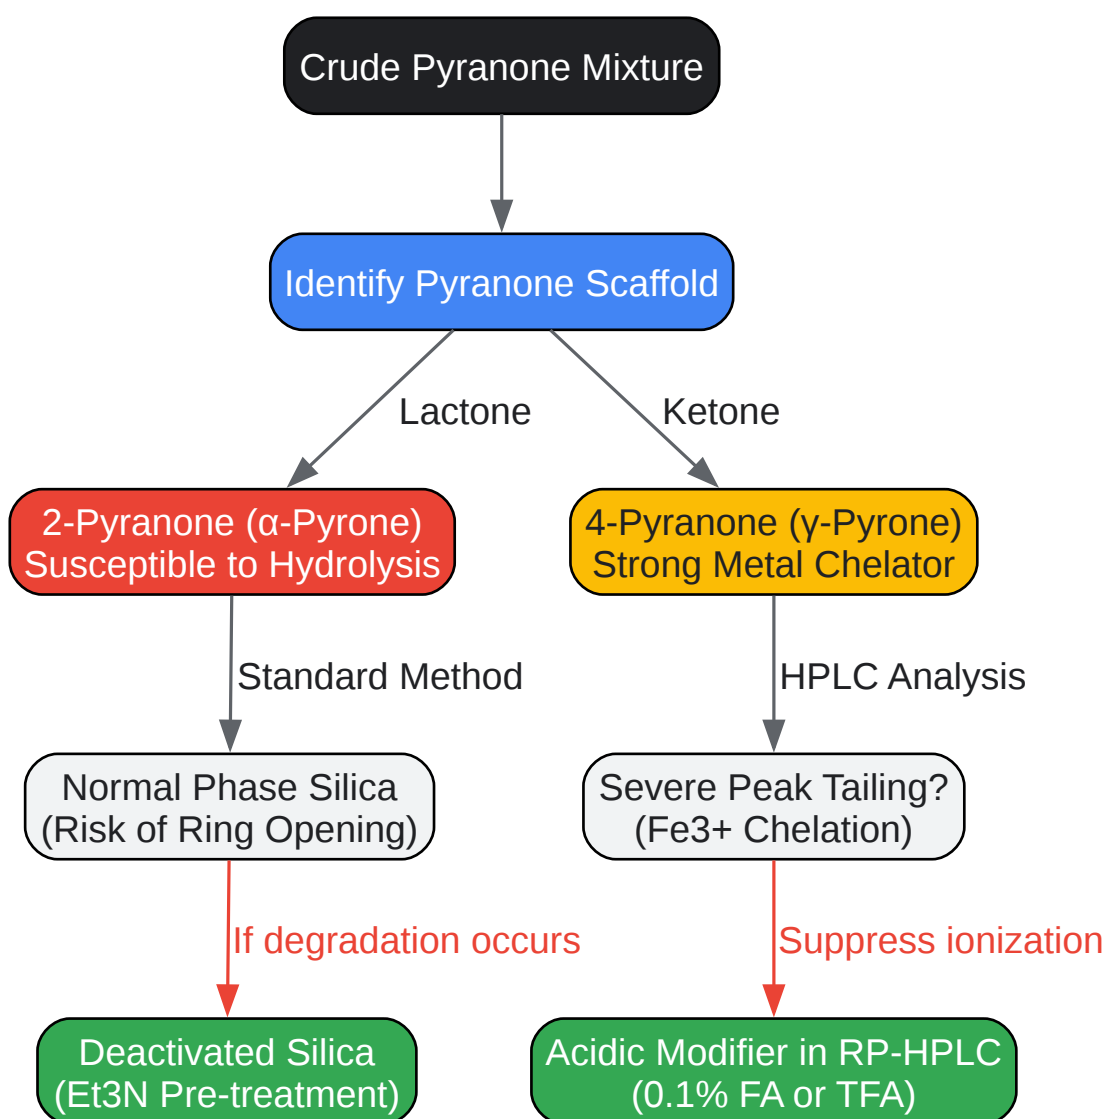 Crude Pyranone Mixture
Identify Pyranone Scaffold
Lactone
Ketone
2-Pyranone (α-Pyrone)
Susceptible to Hydrolysis
4-Pyranone (γ-Pyrone)
Strong Metal Chelator
Standard Method
HPLC Analysis
Normal Phase Silica
(Risk of Ring Opening)
Severe Peak Tailing?
(Fe3+ Chelation)
If degradation occurs
Suppress ionization
Deactivated Silica
(Et3N Pre-treatment)
Acidic Modifier in RP-HPLC
(0.1% FA or TFA)